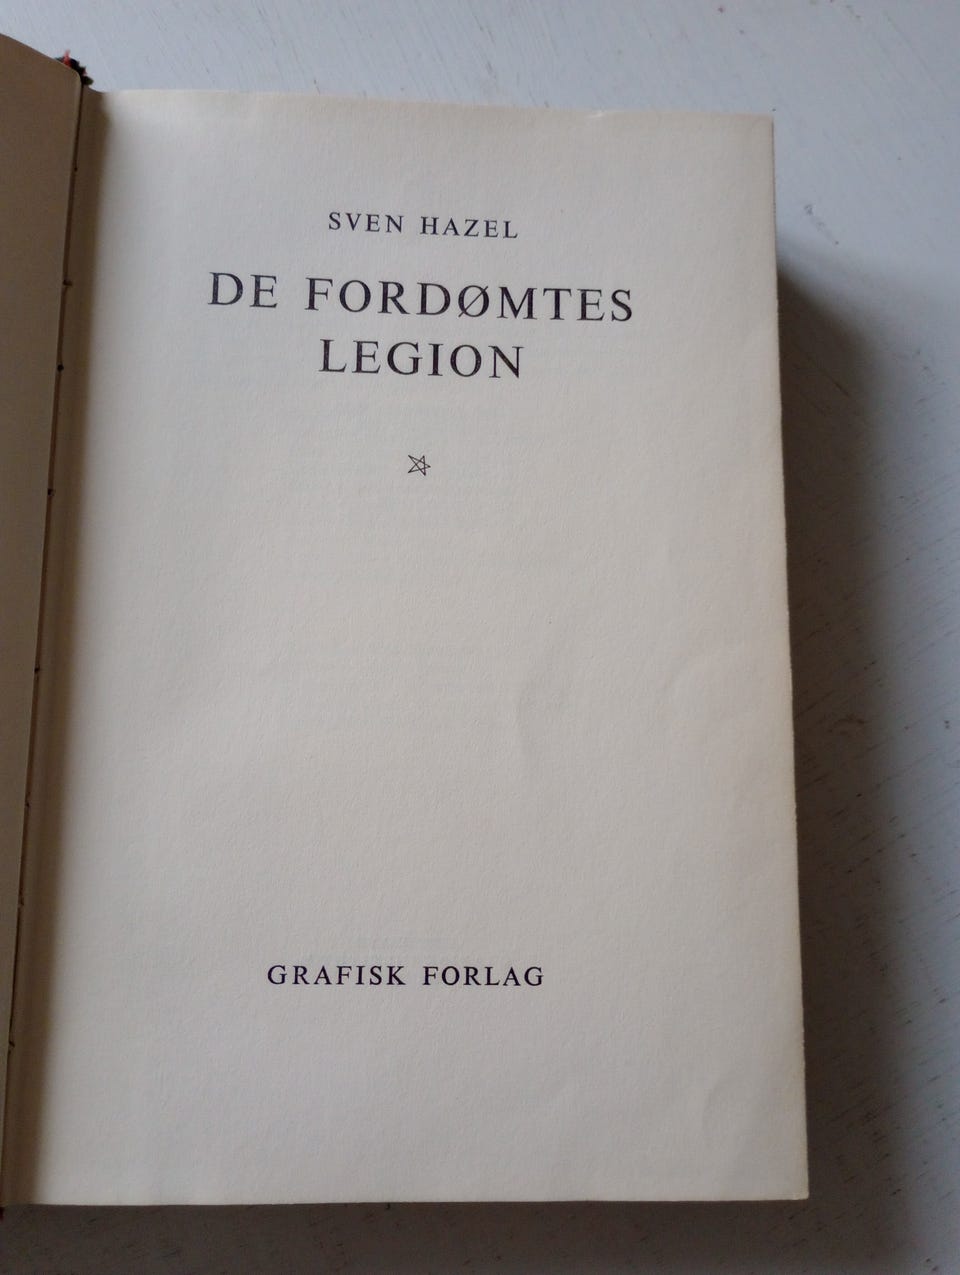 SVEN HAZEL
DE FORDØMTES
LEGION
GRAFISK FORLAG